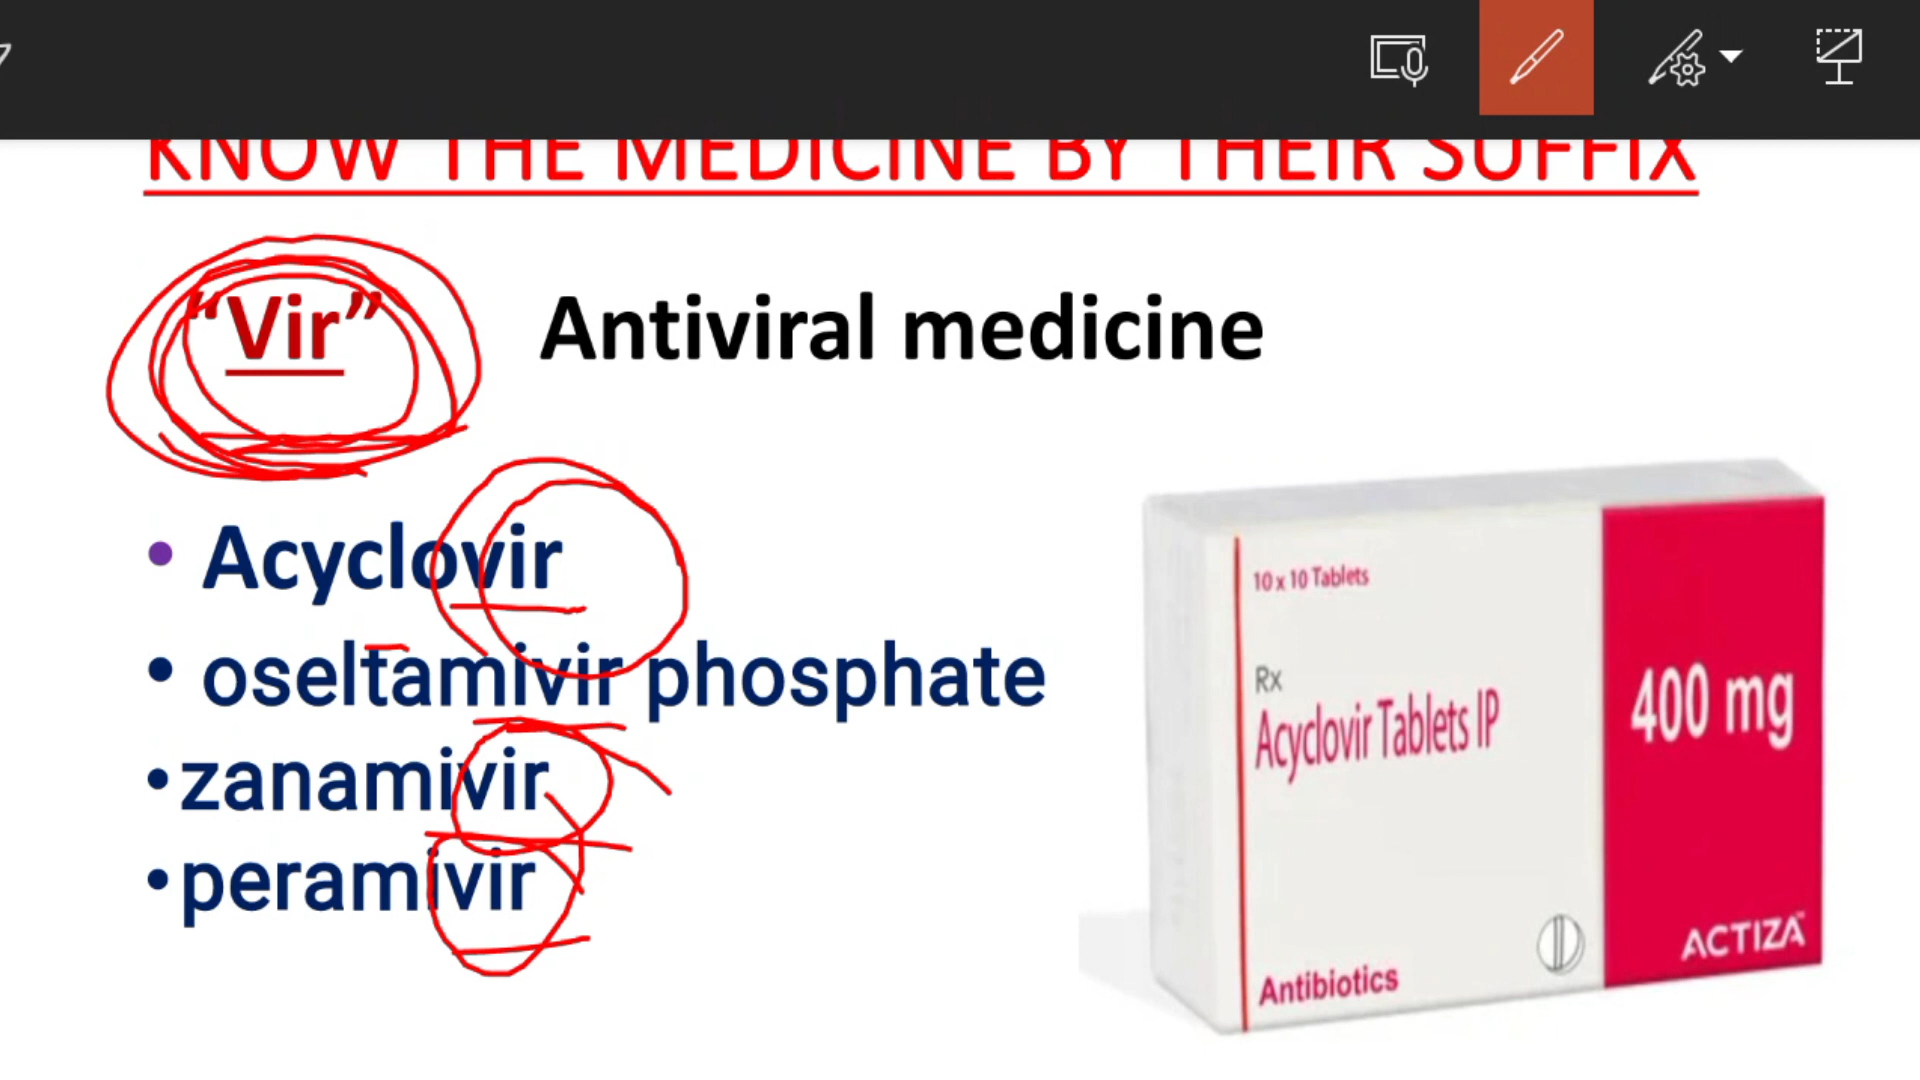 KNOW THE MEDICINE BY THEIR SUFFIX
“Vir” Antiviral medicine
• Acyclovir
• oseltamivir phosphate
•zanamivir
•peramivir
10 x 10 Tablets
Rx
Acyclovir Tablets IP
400 mg
ACTIZA
Antibiotics